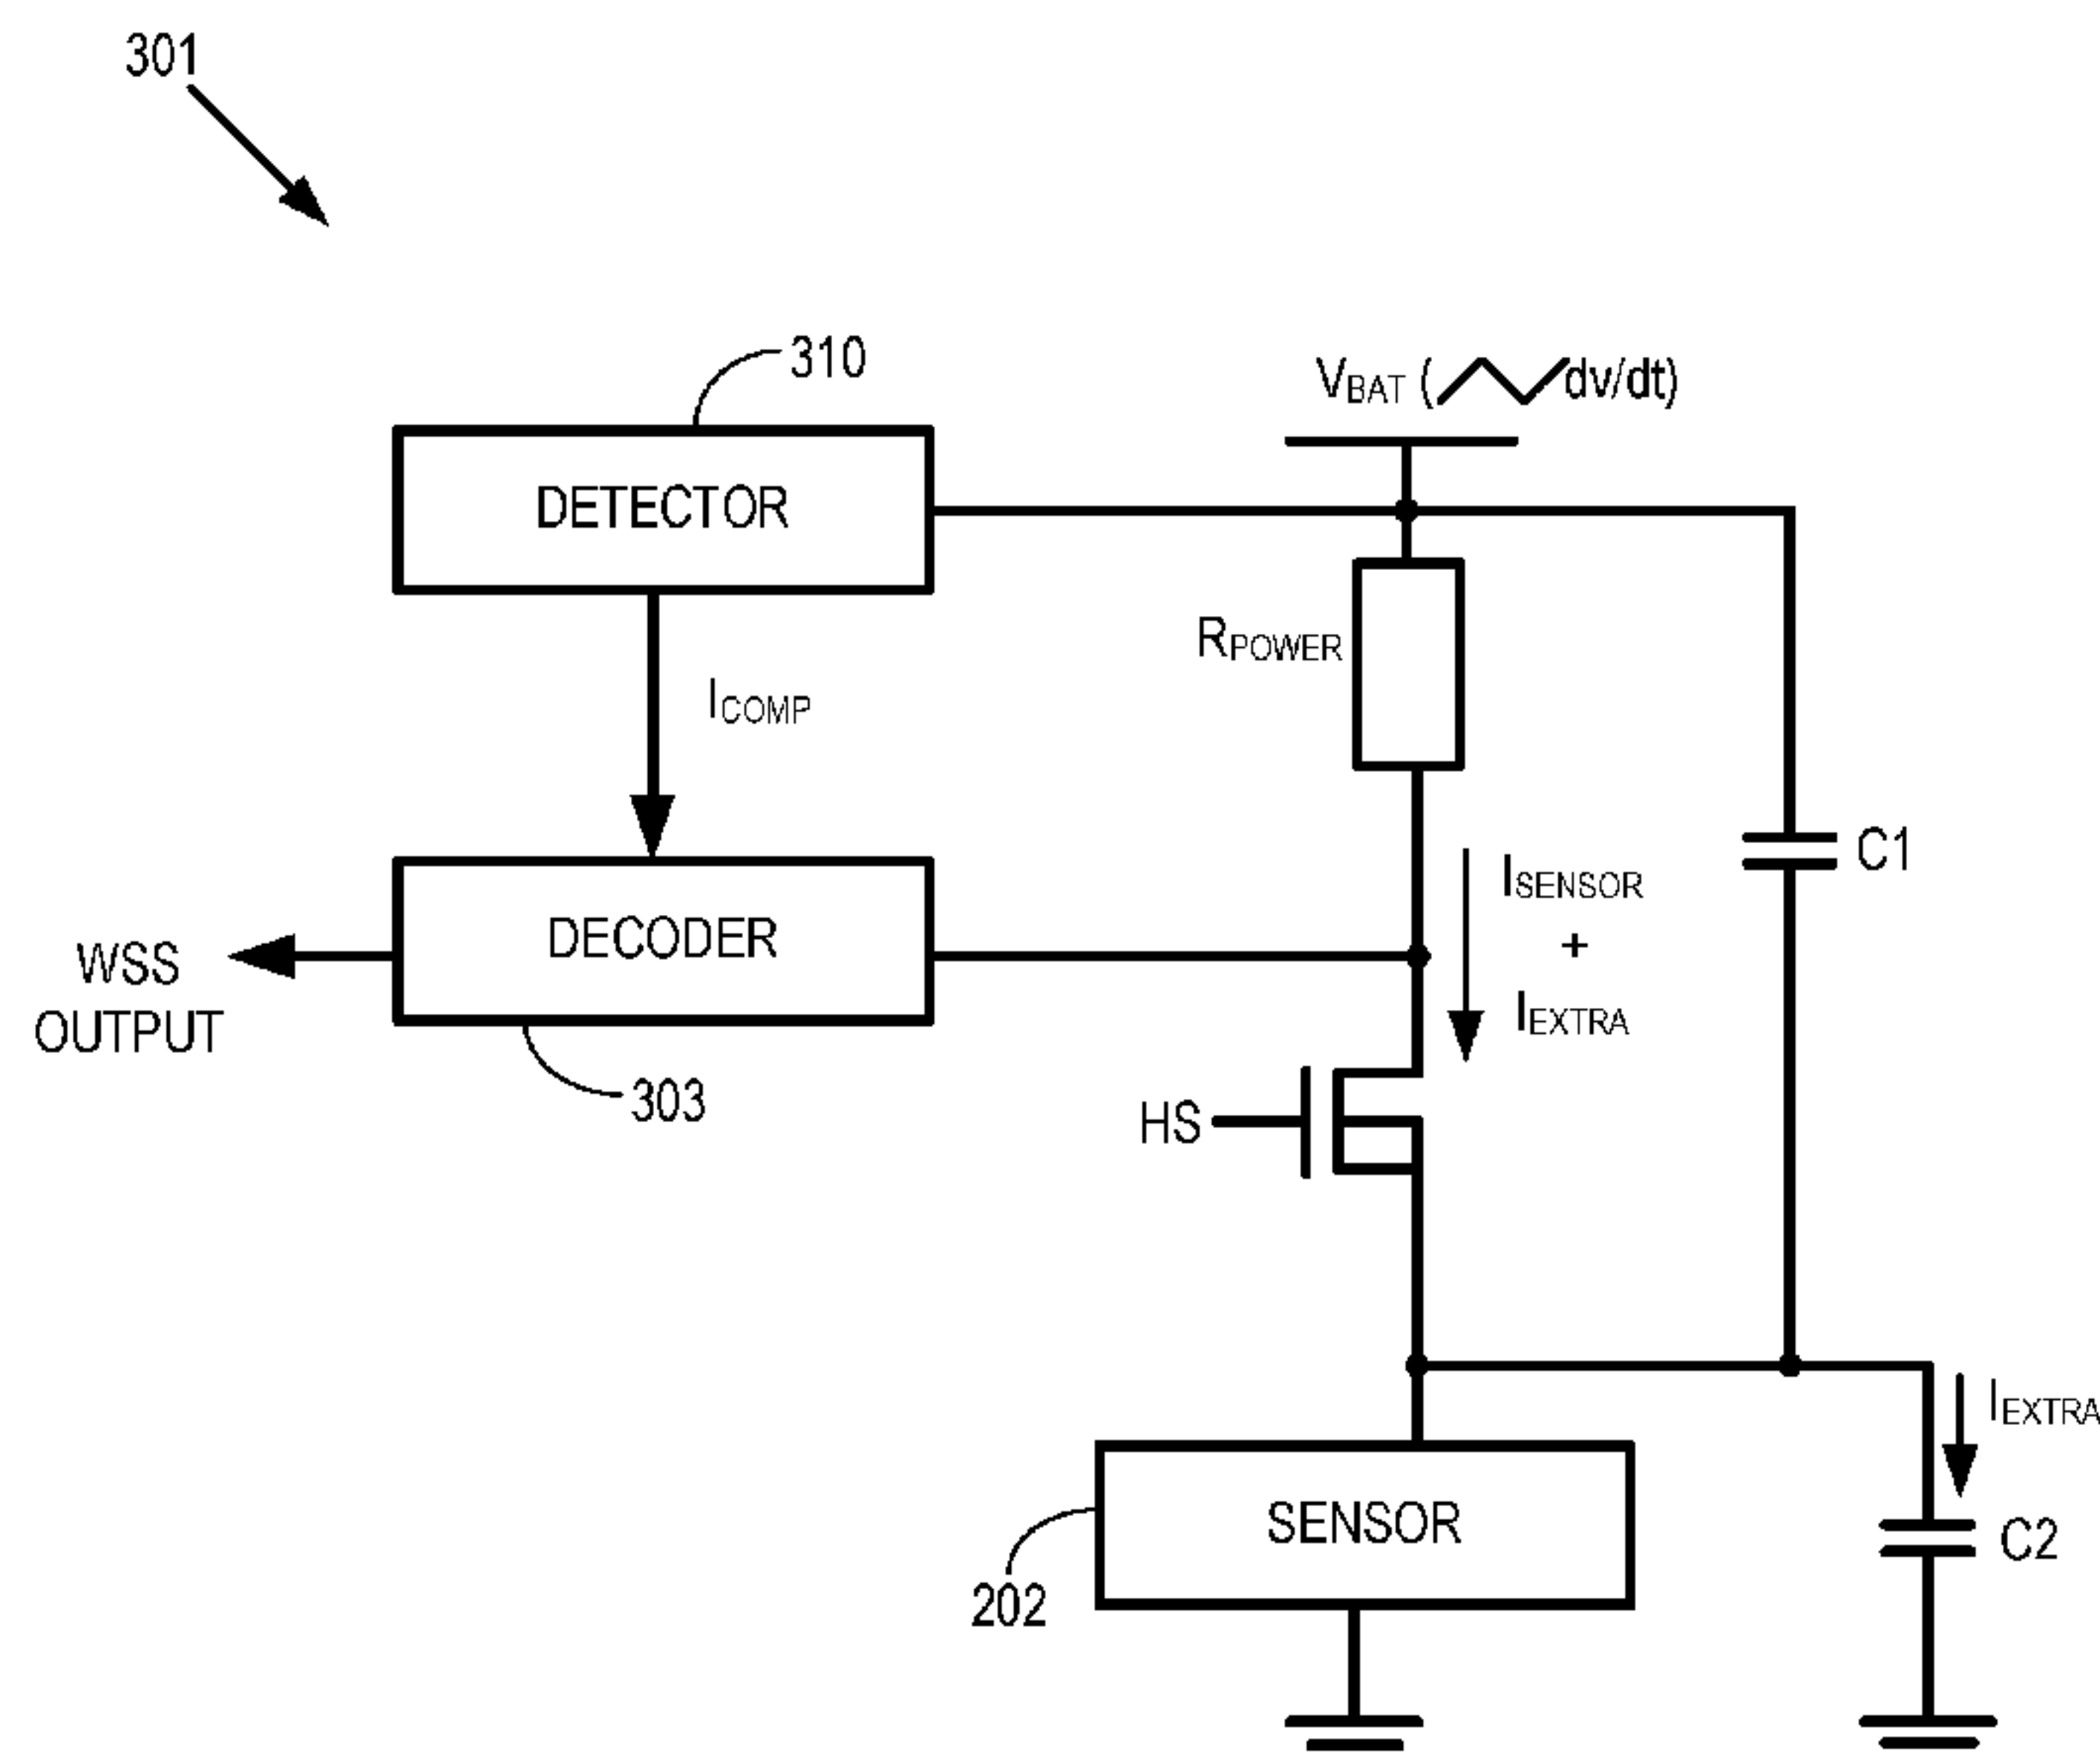 301
310
VBAT ( dv/dt)
DETECTOR
RPOWER
ICOMP
C1
ISENSOR
+
IEXTRA
DECODER
WSS
OUTPUT
303
HS
IEXTRA
SENSOR
C2
202